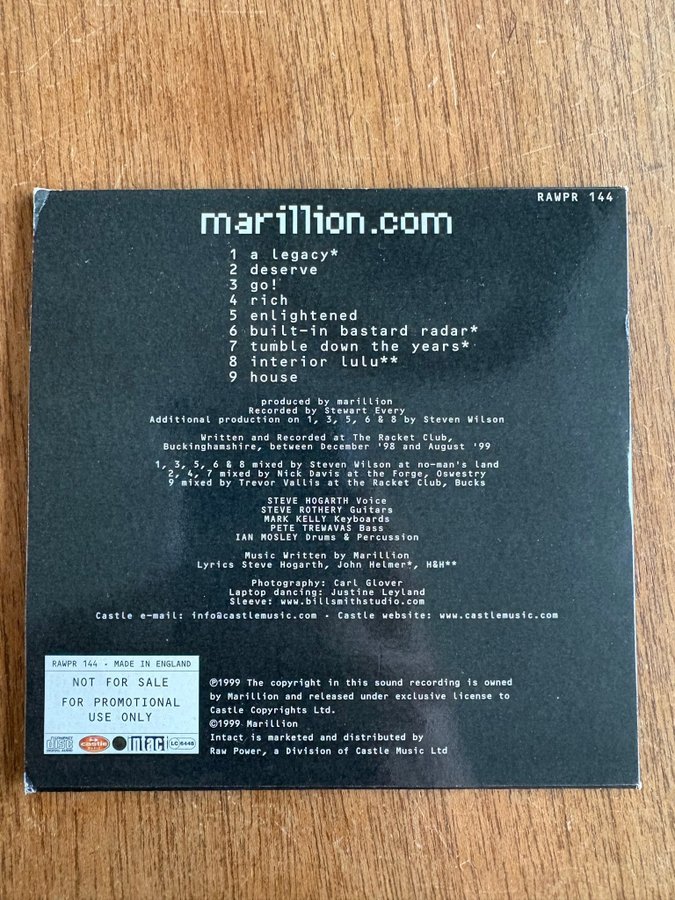 RAWPR 144
marillion.com
1 a legacy*
2 deserve
3 go!
4 rich
5 enlightened
6 built-in bastard radar*
7 tumble down the years*
8 interior lulu**
9 house
produced by marillion
Recorded by Stewart Every
Additional production on 1, 3, 5, 6 & 8 by Steven Wilson
Written and Recorded at The Racket Club,
Buckinghamshire, between December '98 and August '99
1, 3, 5, 6 & 8 mixed by Steven Wilson at no-man's land
2, 4, 7 mixed by Nick Davis at the Forge, Oswestry
9 mixed by Trevor Vallis at the Racket Club, Bucks
STEVE HOGARTH Voice
STEVE ROTHERY Guitars
MARK KELLY Keyboards
PETE TREWAVAS Bass
IAN MOSLEY Drums & Percussion
Music Written by Marillion
Lyrics Steve Hogarth, John Helmer*, H&H**
Photography: Carl Glover
Laptop dancing: Justine Leyland
Sleeve: www.billsmithstudio.com
Castle e-mail: info@castlemusic.com · Castle website: www.castlemusic.com
RAWPR 144 · MADE IN ENGLAND
NOT FOR SALE
FOR PROMOTIONAL
USE ONLY
COMPACT
disc
DIGITAL AUDIO
castle
intact
LC 6448
℗1999 The copyright in this sound recording is owned
by Marillion and released under exclusive license to
Castle Copyrights Ltd.
©1999 Marillion
Intact is marketed and distributed by
Raw Power, a Division of Castle Music Ltd